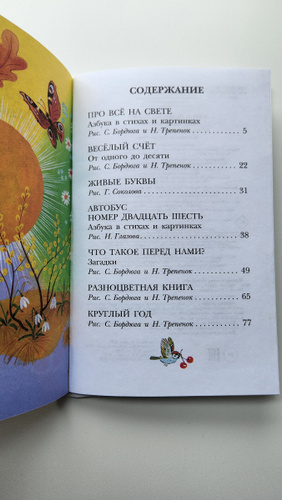 СОДЕРЖАНИЕ
ПРО ВСЁ НА СВЕТЕ
Азбука в стихах и картинках
Рис. С. Бордюга и Н. Трепенок . . . . . . . . . . . 5
ВЕСЁЛЫЙ СЧЁТ
От одного до десяти
Рис. С. Бордюга и Н. Трепенок . . . . . . . . . . . 22
ЖИВЫЕ БУКВЫ
Рис. Г. Соколова . . . . . . . . . . . . . . . . . . . . . . 31
АВТОБУС
НОМЕР ДВАДЦАТЬ ШЕСТЬ
Азбука в стихах и картинках
Рис. И. Глазова . . . . . . . . . . . . . . . . . . . . . . . 38
ЧТО ТАКОЕ ПЕРЕД НАМИ?
Загадки
Рис. С. Бордюга и Н. Трепенок . . . . . . . . . . . 49
РАЗНОЦВЕТНАЯ КНИГА
Рис. С. Бордюга и Н. Трепенок . . . . . . . . . . . 65
КРУГЛЫЙ ГОД
Рис. С. Бордюга и Н. Трепенок . . . . . . . . . . . 77